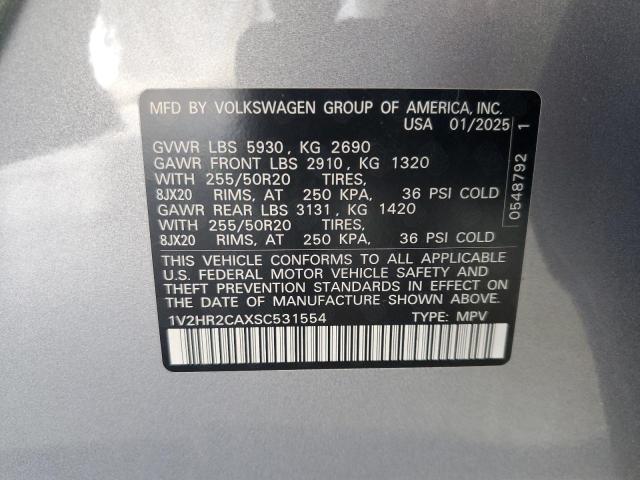 MFD BY VOLKSWAGEN GROUP OF AMERICA, INC.
USA 01/2025
GVWR LBS 5930, KG 2690
GAWR FRONT LBS 2910, KG 1320
WITH 255/50R20 TIRES,
8JX20 RIMS, AT 250 KPA, 36 PSI COLD
GAWR REAR LBS 3131, KG 1420
WITH 255/50R20 TIRES,
8JX20 RIMS, AT 250 KPA, 36 PSI COLD
THIS VEHICLE CONFORMS TO ALL APPLICABLE
U.S. FEDERAL MOTOR VEHICLE SAFETY AND
THEFT PREVENTION STANDARDS IN EFFECT ON
THE DATE OF MANUFACTURE SHOWN ABOVE.
1V2HR2CAXSC531554 TYPE: MPV
0548792 1